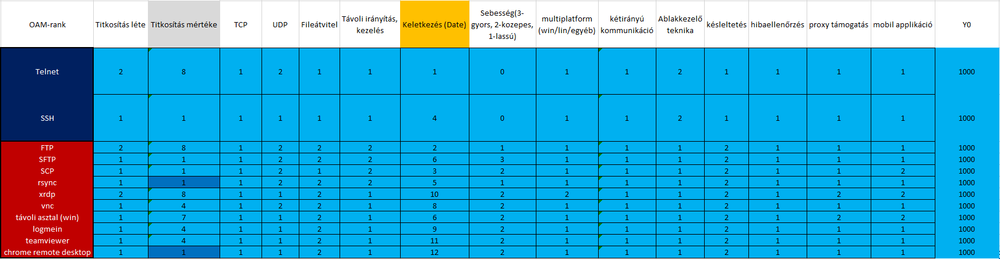 OAM-rank Titkosítás léte Titkosítás mértéke TCP UDP Fileátvitel Távoli irányítás, kezelés Keletkezés (Date) Sebesség(3-gyors, 2-kozepes, 1-lassú) multiplatform (win/lin/egyéb) kétirányú kommunikáció Ablakkezelő teknika késleltetés hibaellenőrzés proxy támogatás mobil applikáció Y0
Telnet 2 8 1 2 1 1 1 0 1 1 2 1 1 1 1 1000
SSH 1 1 1 1 1 1 4 0 1 1 2 1 1 1 1 1000
FTP 2 8 1 2 2 2 2 1 1 1 1 2 1 1 1 1000
SFTP 1 1 1 2 2 2 6 3 1 1 1 2 1 1 1 1000
SCP 1 1 1 2 1 2 3 2 1 1 1 2 1 1 2 1000
rsync 1 1 1 2 2 2 5 1 1 1 1 2 1 1 1 1000
xrdp 2 8 1 1 2 1 10 2 2 1 1 2 1 2 2 1000
vnc 1 4 1 2 2 1 8 2 1 1 1 2 1 1 1 1000
távoli asztal (win) 1 7 1 1 2 1 6 2 1 1 1 2 1 2 2 1000
logmein 1 4 1 1 2 1 9 2 1 1 1 2 1 1 1 1000
teamviewer 1 4 1 1 2 1 11 2 1 1 1 2 1 1 1 1000
chrome remote desktop 1 1 1 1 2 1 12 2 1 1 1 2 1 1 1 1000